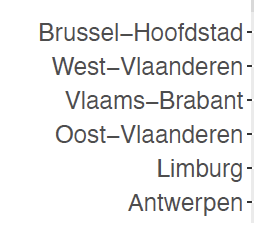 Brussel–Hoofdstad
West–Vlaanderen
Vlaams–Brabant
Oost–Vlaanderen
Limburg
Antwerpen